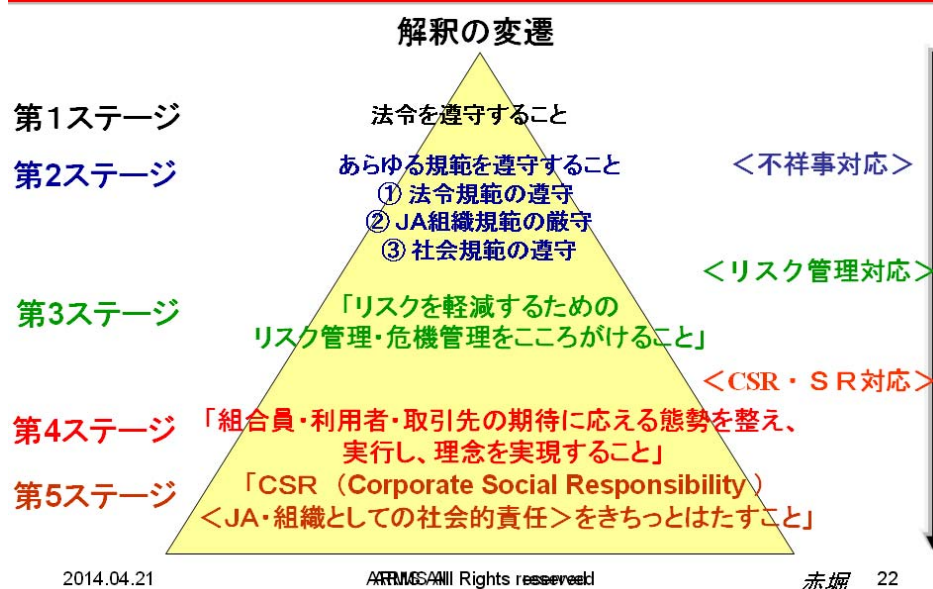 解釈の変遷
第１ステージ
法令を遵守すること
第2ステージ
あらゆる規範を遵守すること
① 法令規範の遵守
② JA組織規範の厳守
③ 社会規範の遵守
＜不祥事対応＞
＜リスク管理対応＞
第3ステージ
「リスクを軽減するための
リスク管理・危機管理をこころがけること」
＜CSR・ＳＲ対応＞
第4ステージ
「組合員・利用者・取引先の期待に応える態勢を整え、
実行し、理念を実現すること」
第5ステージ
「CSR （Corporate Social Responsibility ）
＜JA・組織としての社会的責任＞をきちっとはたすこと」
2014.04.21
All Rights
赤堀
22